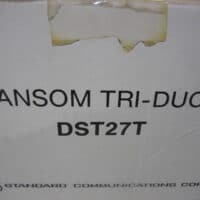 ANSOM TRI-DUC
DST27T
STANDARD COMMUNICATIONS COR